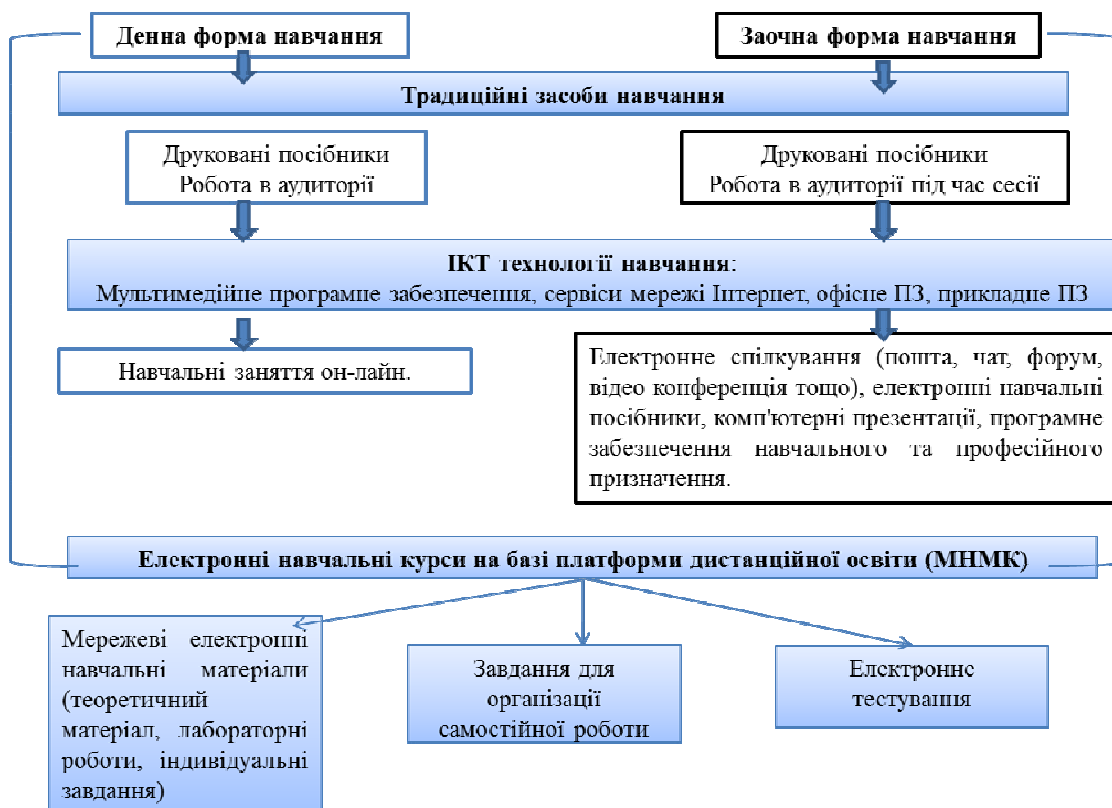 Денна форма навчання
Заочна форма навчання
Традиційні засоби навчання
Друковані посібники
Робота в аудиторії
Друковані посібники
Робота в аудиторії під час сесії
ІКТ технології навчання:
Мультимедійне програмне забезпечення, сервіси мережі Інтернет, офісне ПЗ, прикладне ПЗ
Навчальні заняття он-лайн.
Електронне спілкування (пошта, чат, форум,
відео конференція тощо), електронні навчальні
посібники, комп'ютерні презентації, програмне
забезпечення навчального та професійного
призначення.
Електронні навчальні курси на базі платформи дистанційної освіти (МНМК)
Мережеві електронні
навчальні матеріали
(теоретичний
матеріал, лабораторні
роботи, індивідуальні
завдання)
Завдання для
організації
самостійної роботи
Електронне
тестування